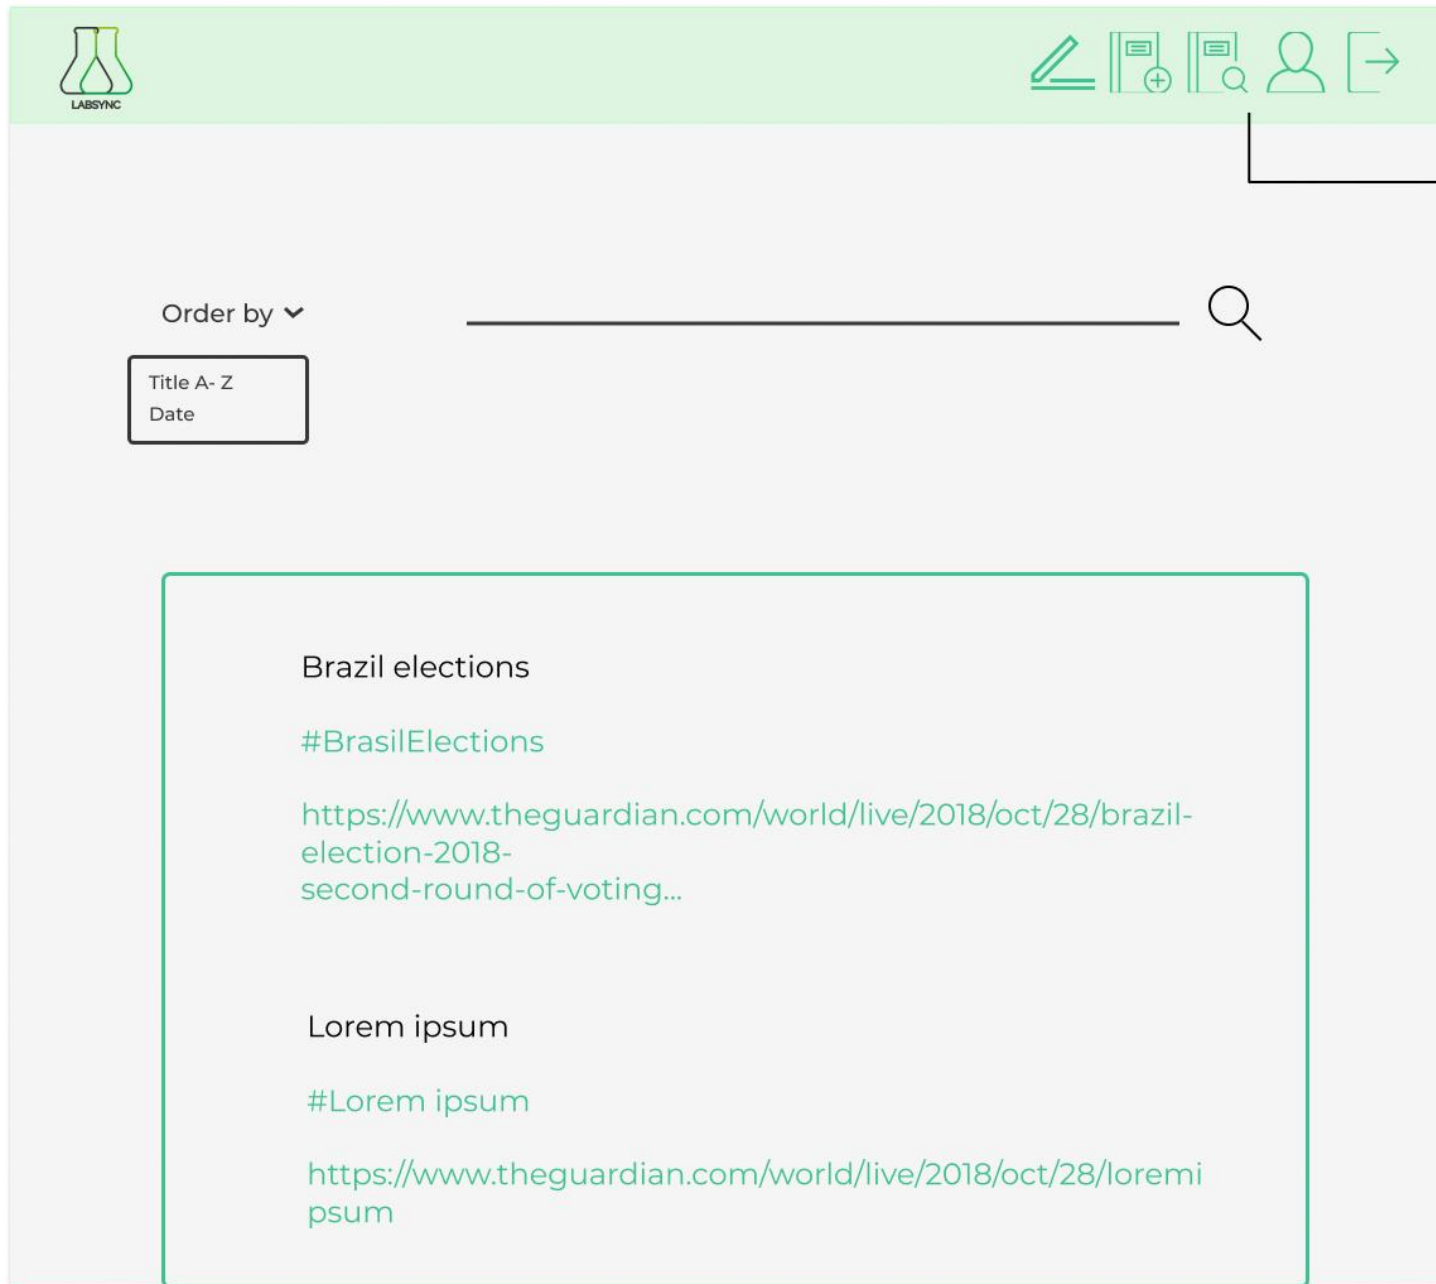 LABSYNC
Order by
Title A- Z
Date
Brazil elections
#BrasilElections
https://www.theguardian.com/world/live/2018/oct/28/brazil-
election-2018-
second-round-of-voting...
Lorem ipsum
#Lorem ipsum
https://www.theguardian.com/world/live/2018/oct/28/loremi
psum